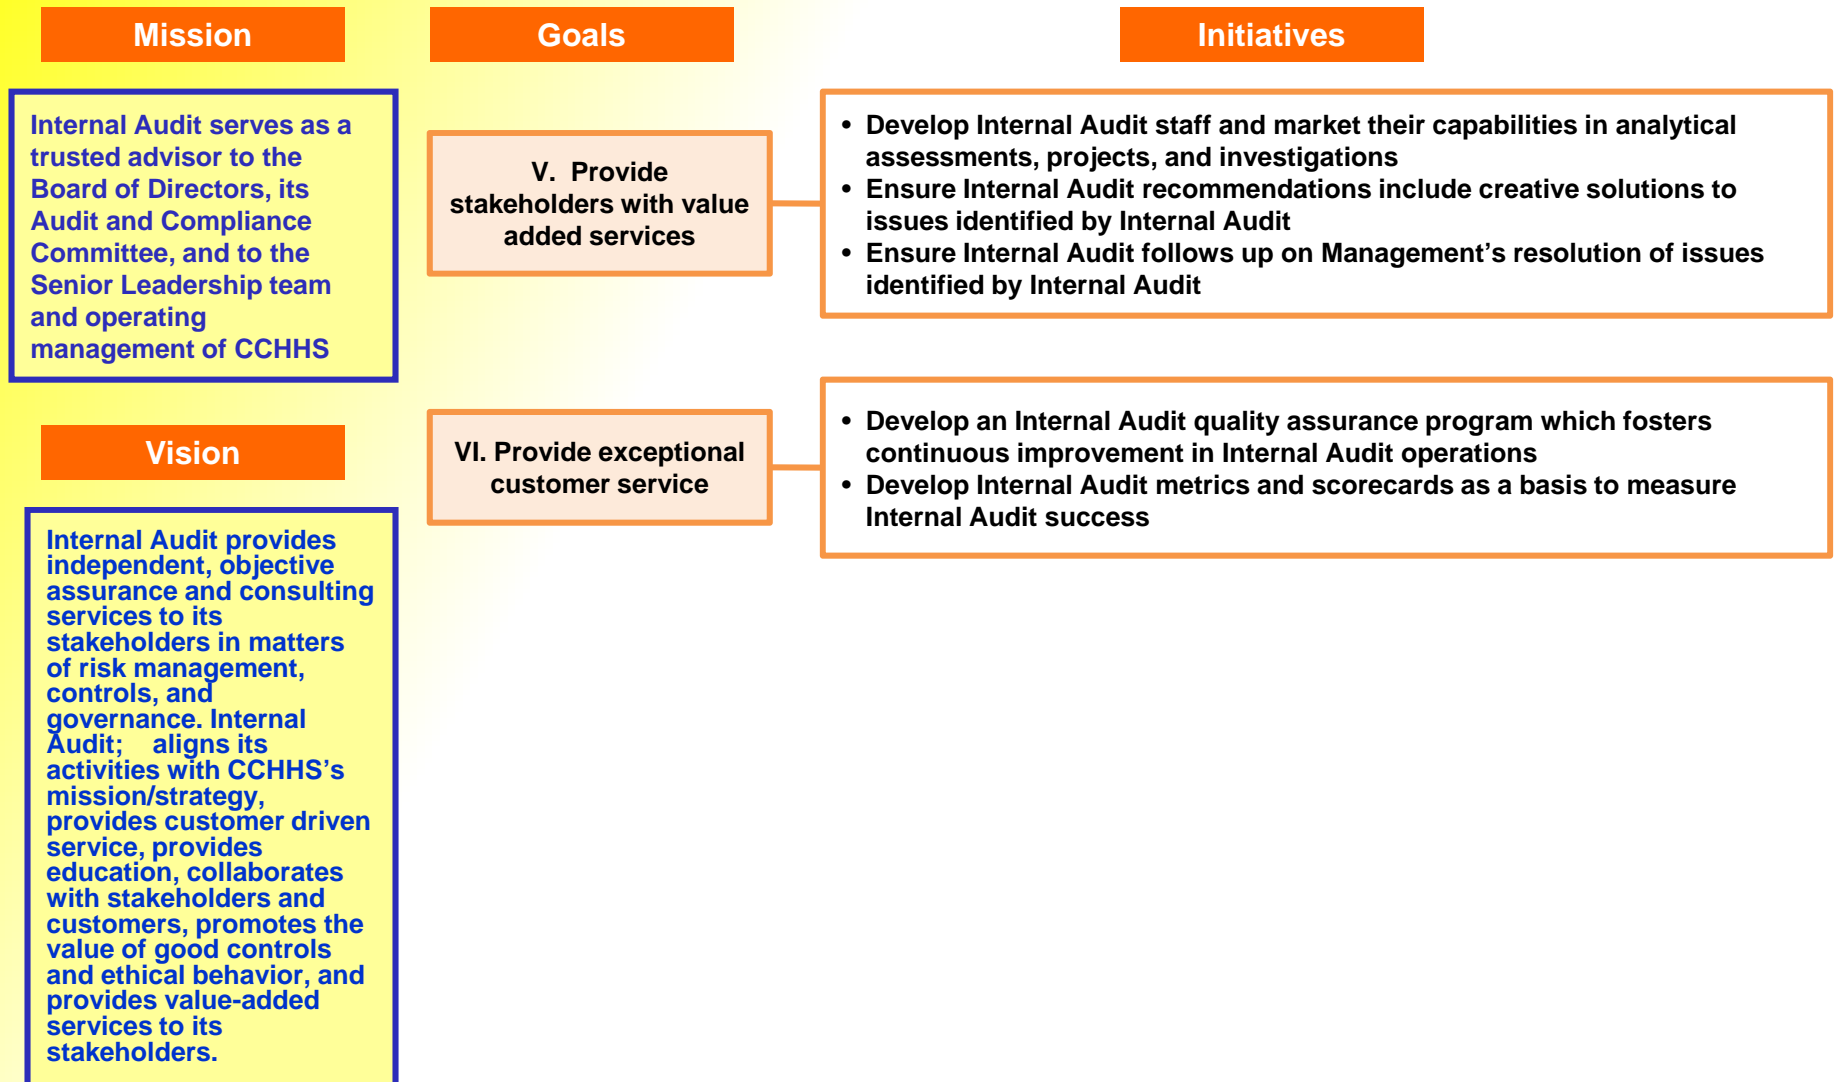 Mission
Internal Audit serves as a
trusted advisor to the
Board of Directors, its
Audit and Compliance
Committee, and to the
Senior Leadership team
and operating
management of CCHHS
Vision
Internal Audit provides
independent, objective
assurance and consulting
services to its
stakeholders in matters
of risk management,
controls, and
governance. Internal
Audit;    aligns its
activities with CCHHS’s
mission/strategy,
provides customer driven
service, provides
education, collaborates
with stakeholders and
customers, promotes the
value of good controls
and ethical behavior, and
provides value-added
services to its
stakeholders.
Goals
V.  Provide
stakeholders with value
added services
VI. Provide exceptional
customer service
Initiatives
• Develop Internal Audit staff and market their capabilities in analytical
assessments, projects, and investigations
• Ensure Internal Audit recommendations include creative solutions to
issues identified by Internal Audit
• Ensure Internal Audit follows up on Management’s resolution of issues
identified by Internal Audit
• Develop an Internal Audit quality assurance program which fosters
continuous improvement in Internal Audit operations
• Develop Internal Audit metrics and scorecards as a basis to measure
Internal Audit success